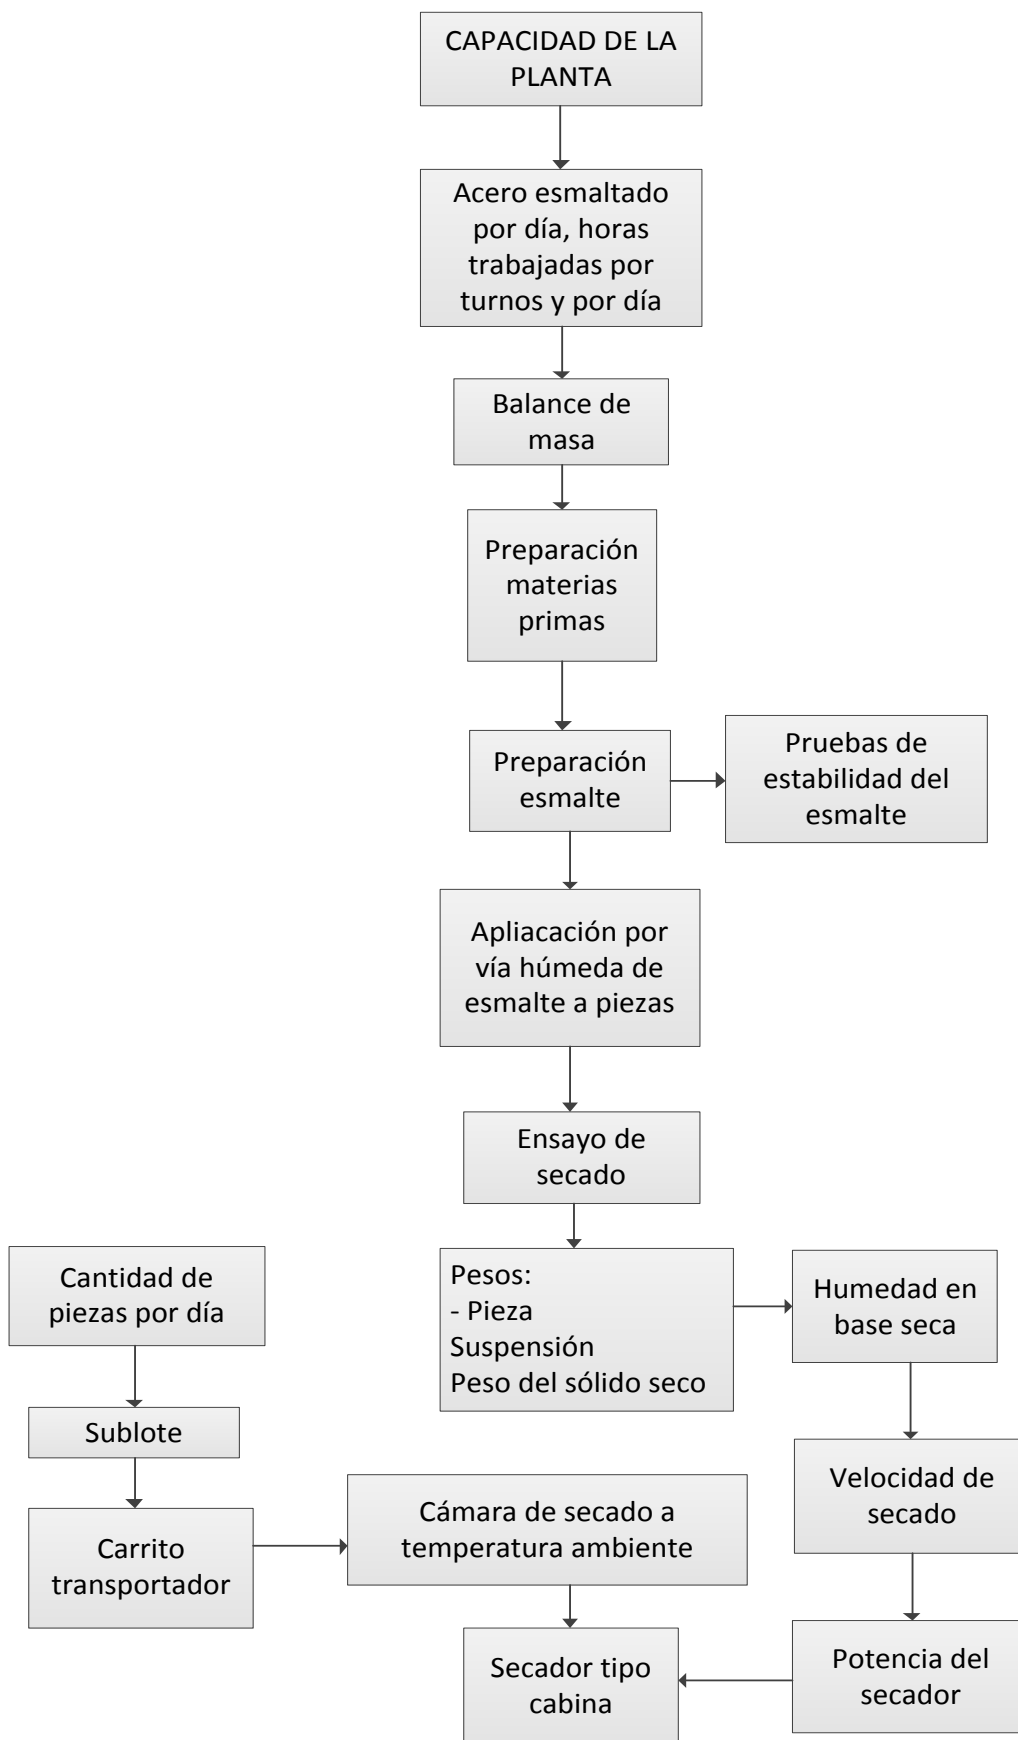 CAPACIDAD DE LA
PLANTA
Acero esmaltado
por día, horas
trabajadas por
turnos y por día
Balance de
masa
Preparación
materias
primas
Preparación
esmalte
Pruebas de
estabilidad del
esmalte
Apliacación por
vía húmeda de
esmalte a piezas
Ensayo de
secado
Pesos:
- Pieza
Suspensión
Peso del sólido seco
Humedad en
base seca
Velocidad de
secado
Potencia del
secador
Cantidad de
piezas por día
Sublote
Carrito
transportador
Cámara de secado a
temperatura ambiente
Secador tipo
cabina